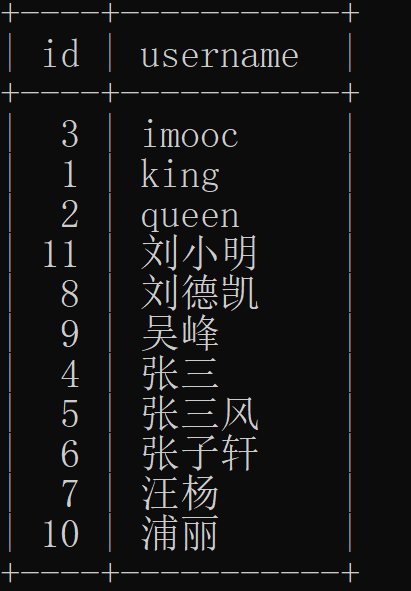 +----+-----------+
| id | username  |
+----+-----------+
|  3 | imooc     |
|  1 | king      |
|  2 | queen     |
| 11 | 刘小明    |
|  8 | 刘德凯    |
|  9 | 吴峰      |
|  4 | 张三      |
|  5 | 张三风    |
|  6 | 张子轩    |
|  7 | 汪杨      |
| 10 | 浦丽      |
+----+-----------+